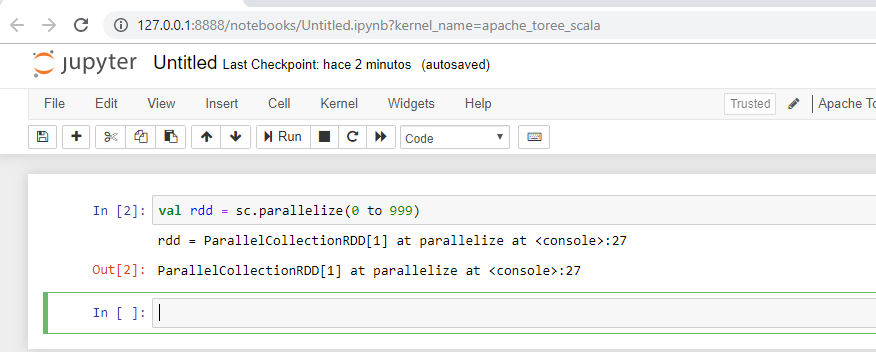 127.0.0.1:8888/notebooks/Untitled.ipynb?kernel_name=apache_toree_scala
jupyter Untitled Last Checkpoint: hace 2 minutos (autosaved)
File Edit View Insert Cell Kernel Widgets Help Trusted Apache To
Run Code
In [2]: val rdd = sc.parallelize(0 to 999)
rdd = ParallelCollectionRDD[1] at parallelize at <console>:27
Out[2]: ParallelCollectionRDD[1] at parallelize at <console>:27
In [ ]: